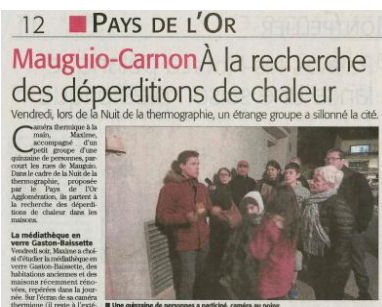 12 PAYS DE L'OR
Mauguio-Carnon À la recherche
des déperditions de chaleur
Vendredi, lors de la Nuit de la thermographie, un étrange groupe a sillonné la cité.
Caméra thermique à la
main, Maxime,
accompagné d'un
petit groupe d'une
quinzaine de personnes, par-
court les rues de Mauguio.
Dans le cadre de la Nuit de la
thermographie, proposée
par le Pays de l'Or
Agglomération, ils partent à
la recherche des déperdi-
tions de chaleur dans les
maisons.
La médiathèque en
verre Gaston-Baissette
Vendredi soir, Maxime a choi-
si d'étudier la médiathèque en
verre Gaston-Baissette, des
habitations anciennes et des
maisons récemment réno-
vées, repérées dans la jour-
née. Sur l'écran de sa caméra
thermique (il reste à l'exté-
■ Une quinzaine de personnes a participé, caméra au poing.